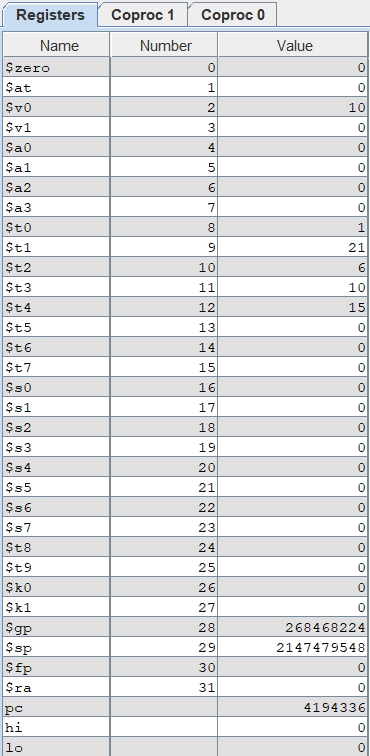 Registers Coproc 1 Coproc 0
Name Number Value
$zero 0 0
$at 1 0
$v0 2 10
$v1 3 0
$a0 4 0
$a1 5 0
$a2 6 0
$a3 7 0
$t0 8 1
$t1 9 21
$t2 10 6
$t3 11 10
$t4 12 15
$t5 13 0
$t6 14 0
$t7 15 0
$s0 16 0
$s1 17 0
$s2 18 0
$s3 19 0
$s4 20 0
$s5 21 0
$s6 22 0
$s7 23 0
$t8 24 0
$t9 25 0
$k0 26 0
$k1 27 0
$gp 28 268468224
$sp 29 2147479548
$fp 30 0
$ra 31 0
pc 4194336
hi 0
lo 0